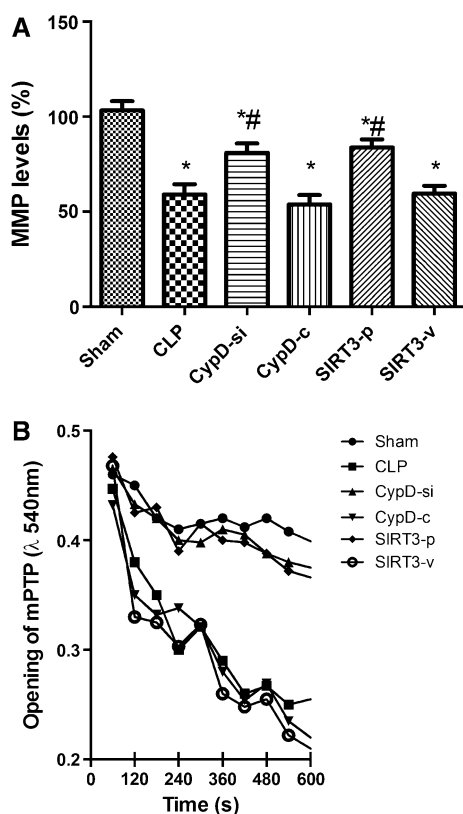 A
MMP levels (%)
150
100
50
0
*
*#
*
*#
*
Sham
CLP
CypD-si
CypD-c
SIRT3-p
SIRT3-v
B
Opening of mPTP (λ 540nm)
0.5
0.4
0.3
0.2
0 120 240 360 480 600
Time (s)
Sham
CLP
CypD-si
CypD-c
SIRT3-p
SIRT3-v